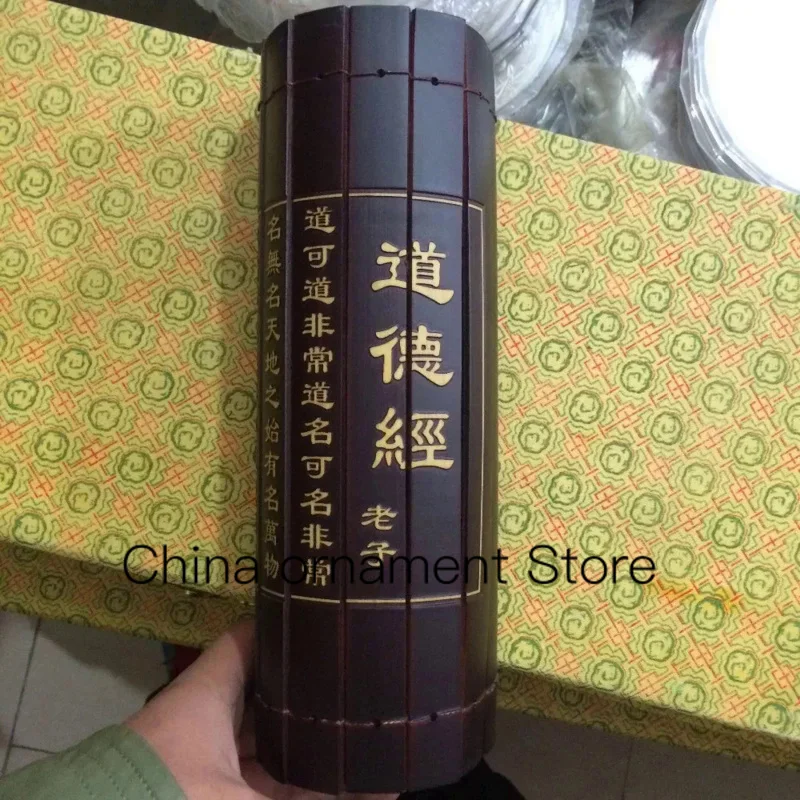 道德經
老子
道可道非常道名可名非常
名無名天地之始有名萬物
China ornament Store